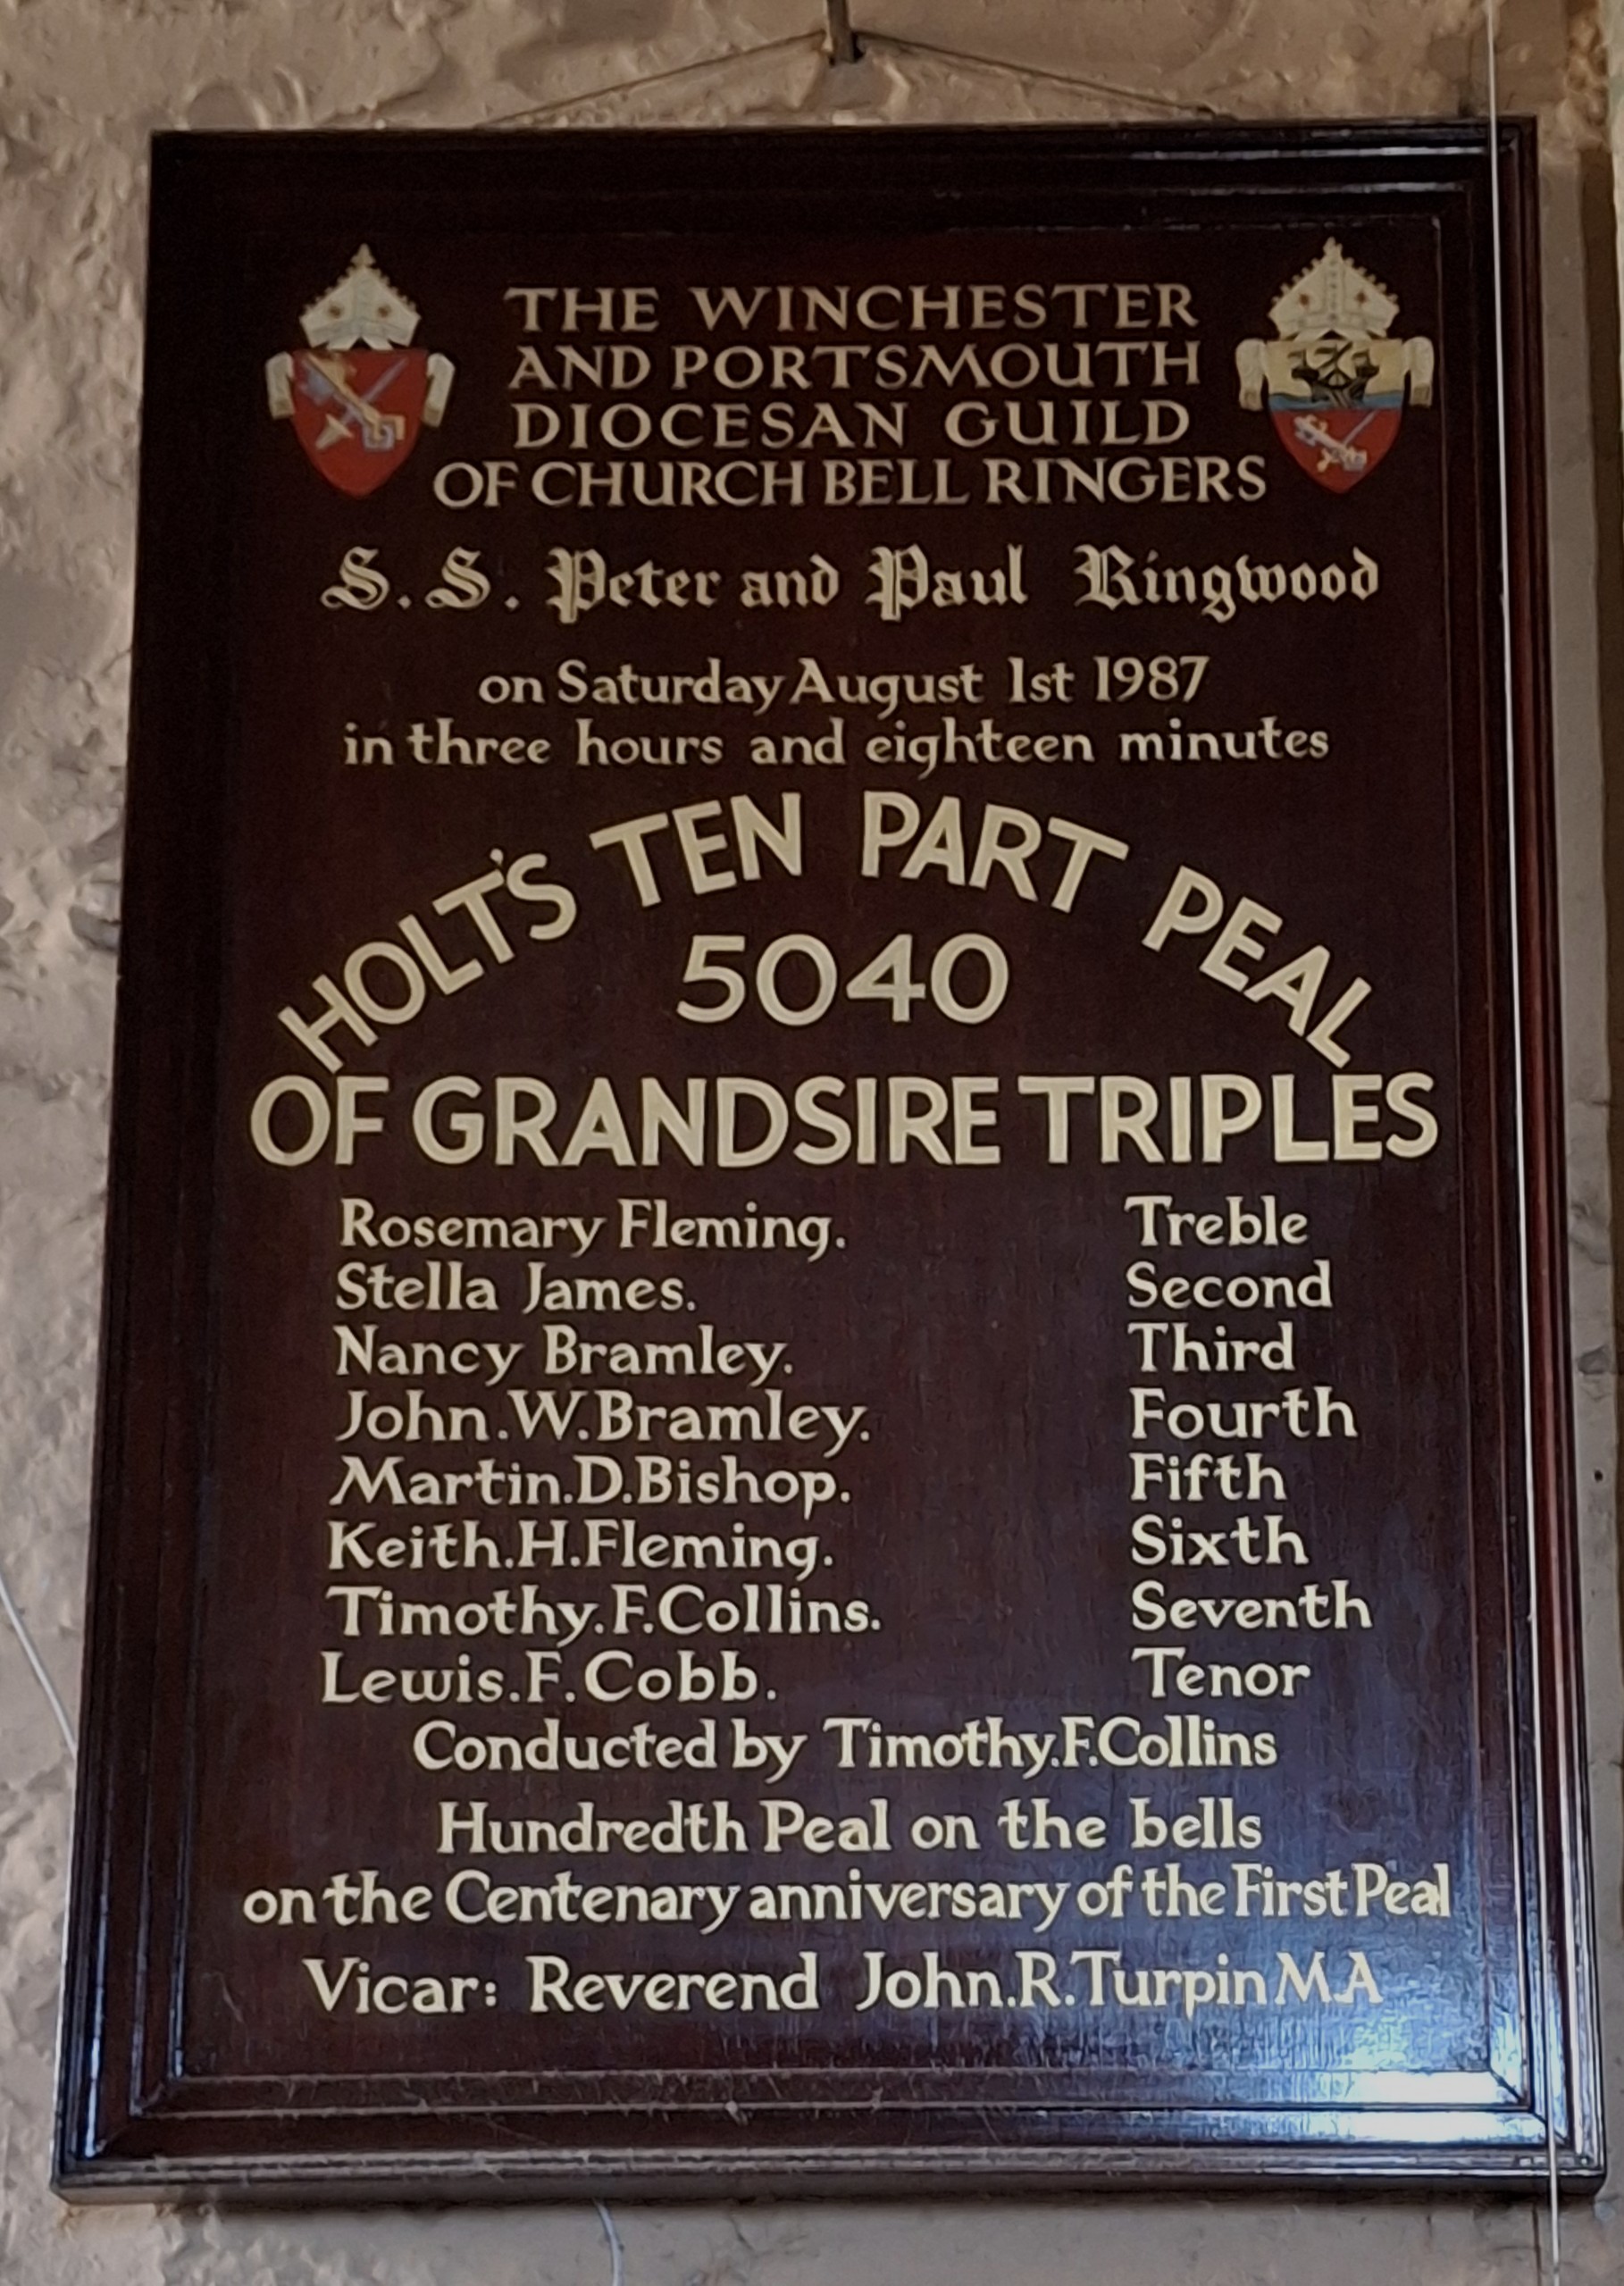 THE WINCHESTER
AND PORTSMOUTH
DIOCESAN GUILD
OF CHURCH BELL RINGERS
S.S. Peter and Paul Ringwood
on Saturday August 1st 1987
in three hours and eighteen minutes
HOLT'S TEN PART PEAL
5040
OF GRANDSIRE TRIPLES
Rosemary Fleming. Treble
Stella James. Second
Nancy Bramley. Third
John.W.Bramley. Fourth
Martin.D.Bishop. Fifth
Keith.H.Fleming. Sixth
Timothy.F.Collins. Seventh
Lewis.F.Cobb. Tenor
Conducted by Timothy.F.Collins
Hundredth Peal on the bells
on the Centenary anniversary of the First Peal
Vicar: Reverend John.R.Turpin M.A